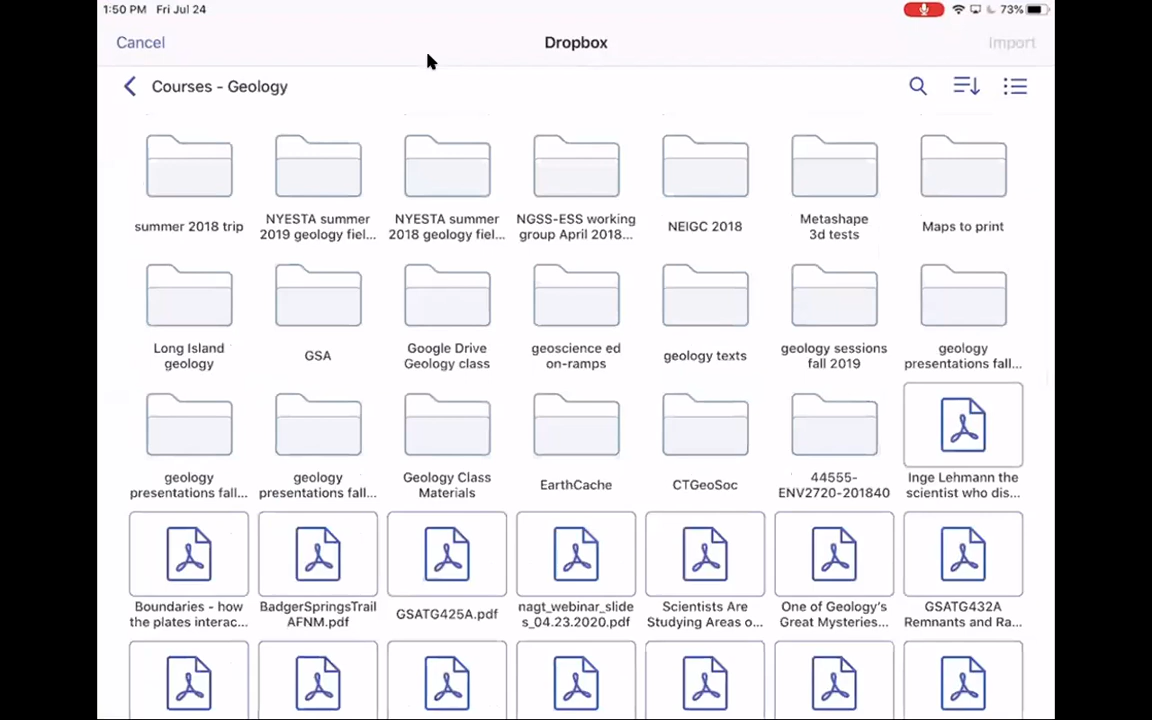 1:50 PM Fri Jul 24
73%
Cancel
Dropbox
Import
Courses - Geology
summer 2018 trip
NYESTA summer
2019 geology fiel...
NYESTA summer
2018 geology fiel...
NGSS-ESS working
group April 2018...
NEIGC 2018
Metashape
3d tests
Maps to print
Long Island
geology
GSA
Google Drive
Geology class
geoscience ed
on-ramps
geology texts
geology sessions
fall 2019
geology
presentations fall...
geology
presentations fall...
geology
presentations fall...
Geology Class
Materials
EarthCache
CTGeoSoc
44555-
ENV2720-201840
Inge Lehmann the
scientist who dis...
Boundaries - how
the plates interac...
BadgerSpringsTrail
AFNM.pdf
GSATG425A.pdf
nagt_webinar_slide
s_04.23.2020.pdf
Scientists Are
Studying Areas o...
One of Geology's
Great Mysteries...
GSATG432A
Remnants and Ra...